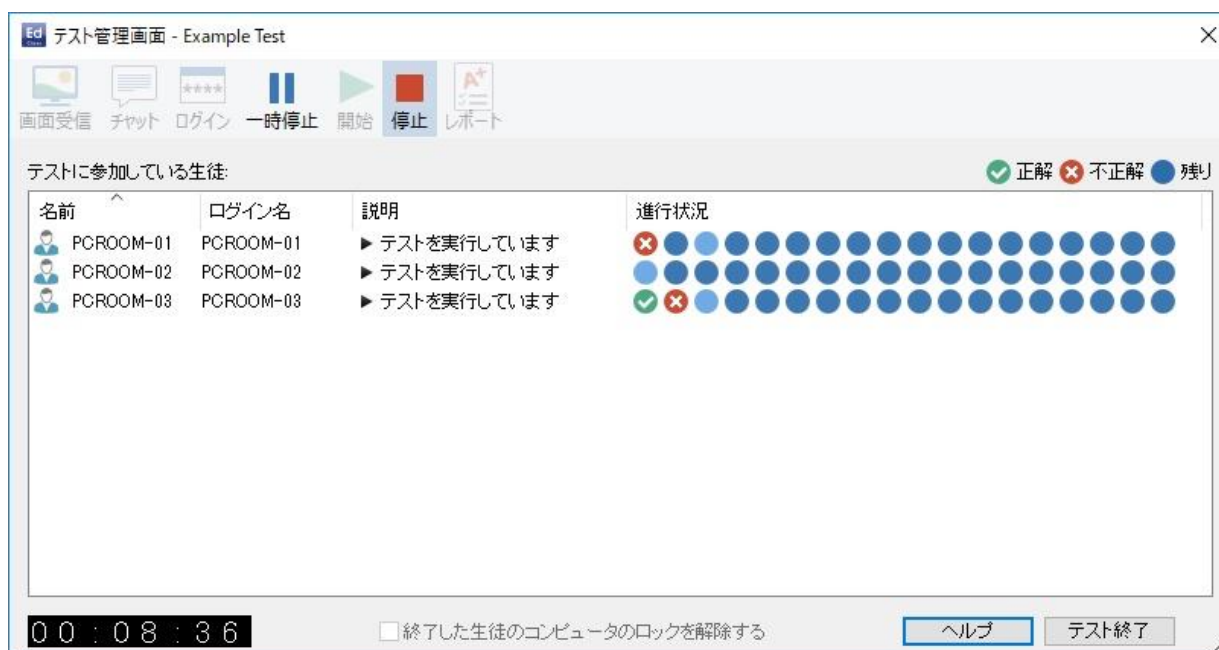 Ed テスト管理画面 - Example Test
**** A+
画面受信 チャット ログイン 一時停止 開始 停止 レポート
テストに参加している生徒: 正解 不正解 残り
名前 ログイン名 説明 進行状況
PCROOM-01 PCROOM-01 テストを実行しています
PCROOM-02 PCROOM-02 テストを実行しています
PCROOM-03 PCROOM-03 テストを実行しています
00:08:36 終了した生徒のコンピュータのロックを解除する ヘルプ テスト終了